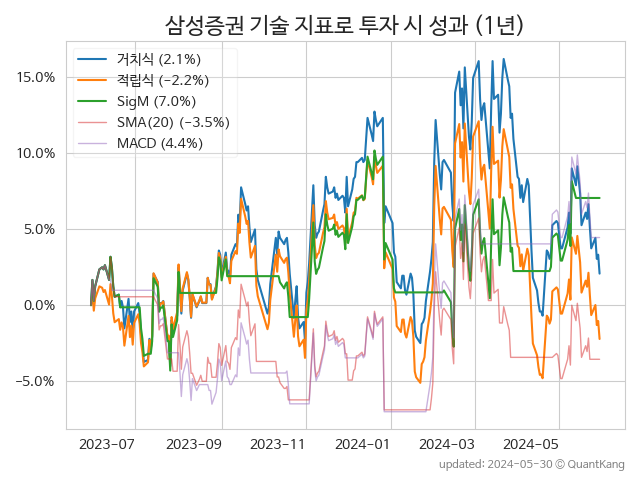 삼성증권 기술 지표로 투자 시 성과 (1년)
거치식 (2.1%)
적립식 (−2.2%)
SigM (7.0%)
SMA(20) (−3.5%)
MACD (4.4%)
15.0%
10.0%
5.0%
0.0%
−5.0%
2023-07 2023-09 2023-11 2024-01 2024-03 2024-05
updated: 2024-05-30 ⓒ QuantKang